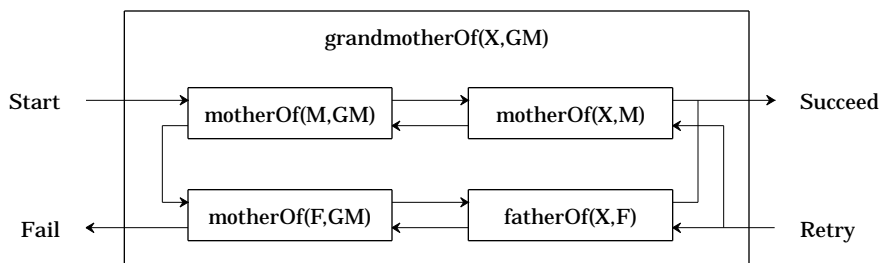 grandmotherOf(X,GM)
Start
motherOf(M,GM)
motherOf(X,M)
Succeed
Fail
motherOf(F,GM)
fatherOf(X,F)
Retry